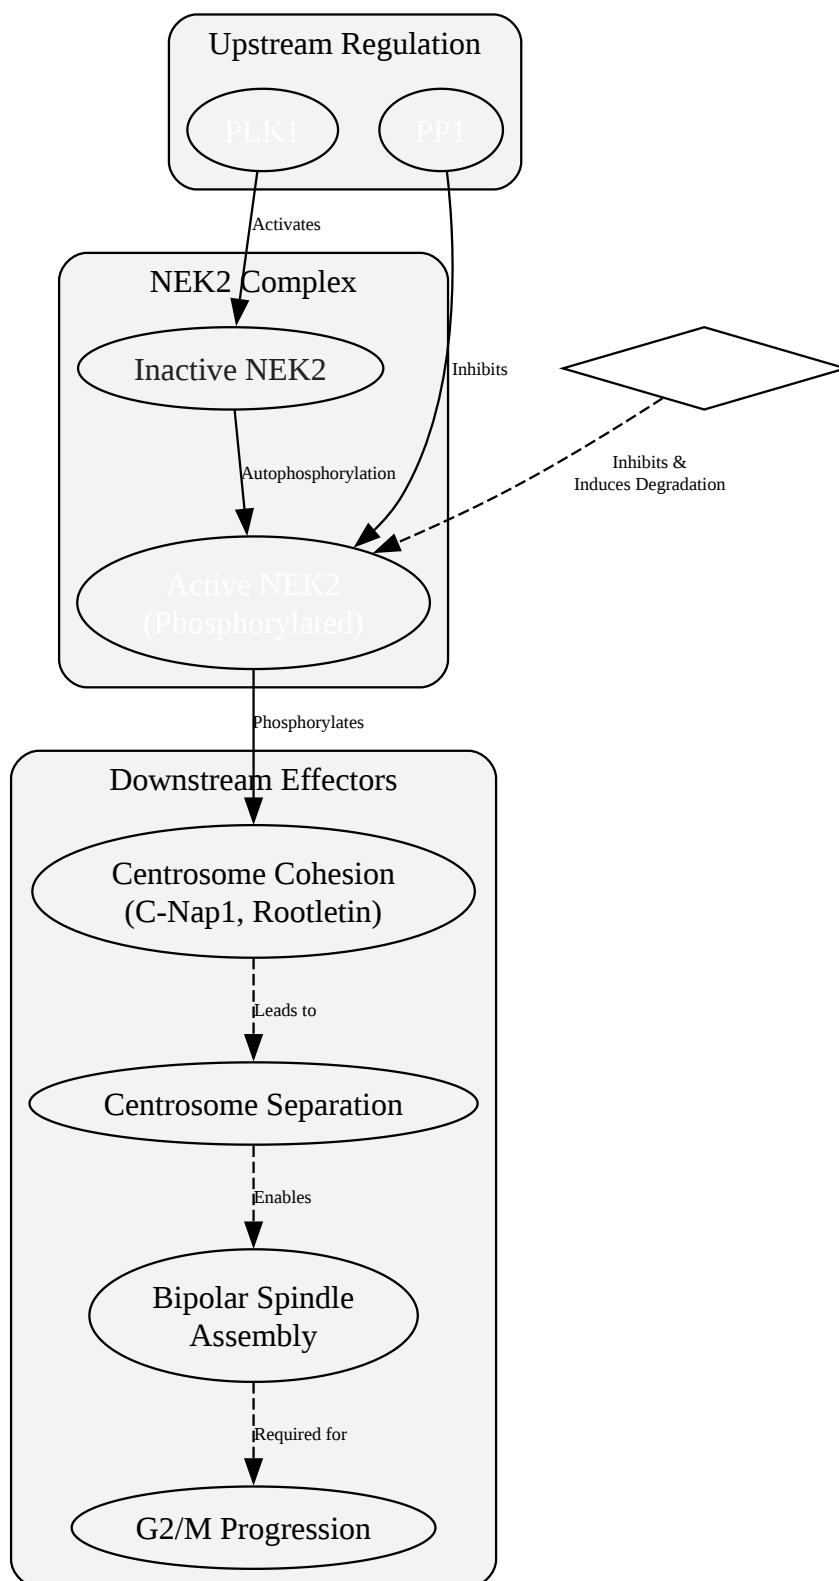 Upstream Regulation
PLK1
PP1
Activates
NEK2 Complex
Inactive NEK2
Inhibits
Autophosphorylation
Inhibits &
Induces Degradation
Active NEK2
(Phosphorylated)
Phosphorylates
Downstream Effectors
Centrosome Cohesion
(C-Nap1, Rootletin)
Leads to
Centrosome Separation
Enables
Bipolar Spindle
Assembly
Required for
G2/M Progression